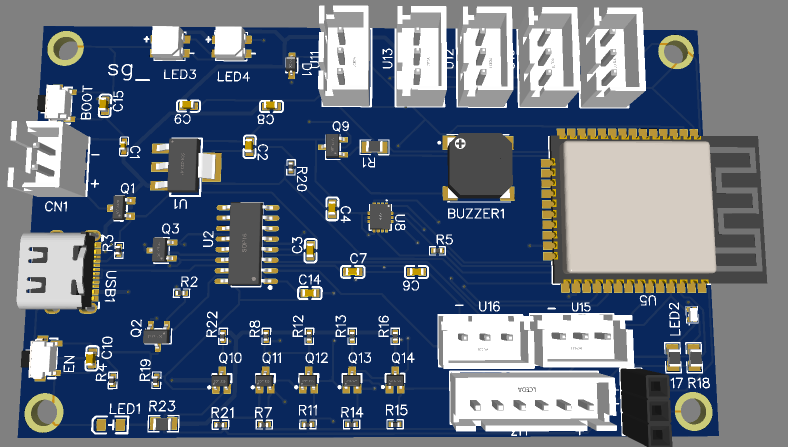 sg_
LED3
LED4
D1
U11
U13
U12
BOOT
C15
C9
C8
C1
C2
Q9
R1
R20
U1
CN1
−
+
Q1
Q3
R3
USB1
U2
R2
C4
U8
C3
C7
C6
C14
R5
BUZZER1
U5
LED2
U16
U15
−
−
Q2
R22
R8
R12
R13
R16
EN
C10
R4
R19
Q10
Q11
Q12
Q13
Q14
LED1
R23
R21
R7
R11
R14
R15
17
R18